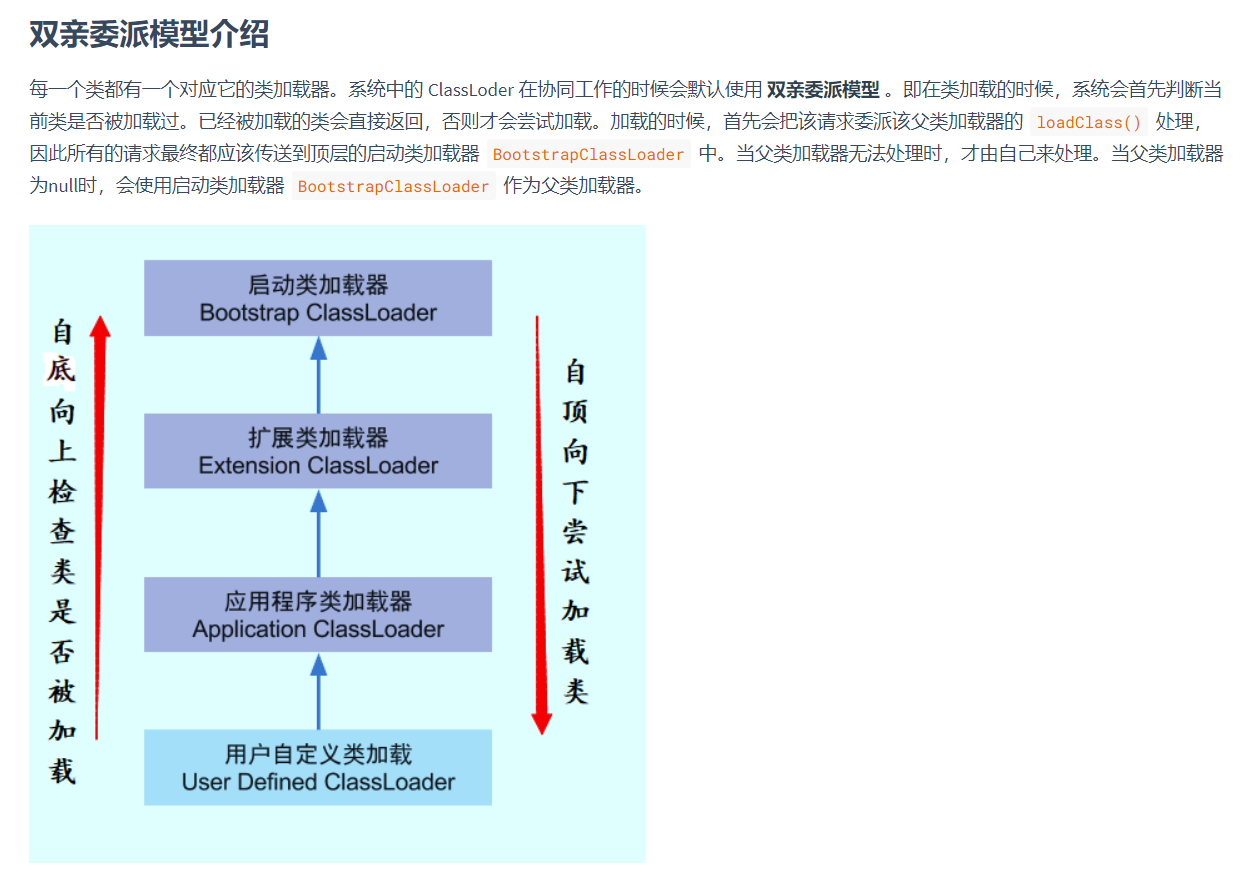 双亲委派模型介绍
每一个类都有一个对应它的类加载器。系统中的 ClassLoder 在协同工作的时候会默认使用 双亲委派模型 。即在类加载的时候，系统会首先判断当
前类是否被加载过。已经被加载的类会直接返回，否则才会尝试加载。加载的时候，首先会把该请求委派该父类加载器的 loadClass() 处理，
因此所有的请求最终都应该传送到顶层的启动类加载器 BootstrapClassLoader 中。当父类加载器无法处理时，才由自己来处理。当父类加载器
为null时，会使用启动类加载器 BootstrapClassLoader 作为父类加载器。
自底向上检查类是否被加载
启动类加载器
Bootstrap ClassLoader
扩展类加载器
Extension ClassLoader
应用程序类加载器
Application ClassLoader
用户自定义类加载
User Defined ClassLoader
自顶向下尝试加载类